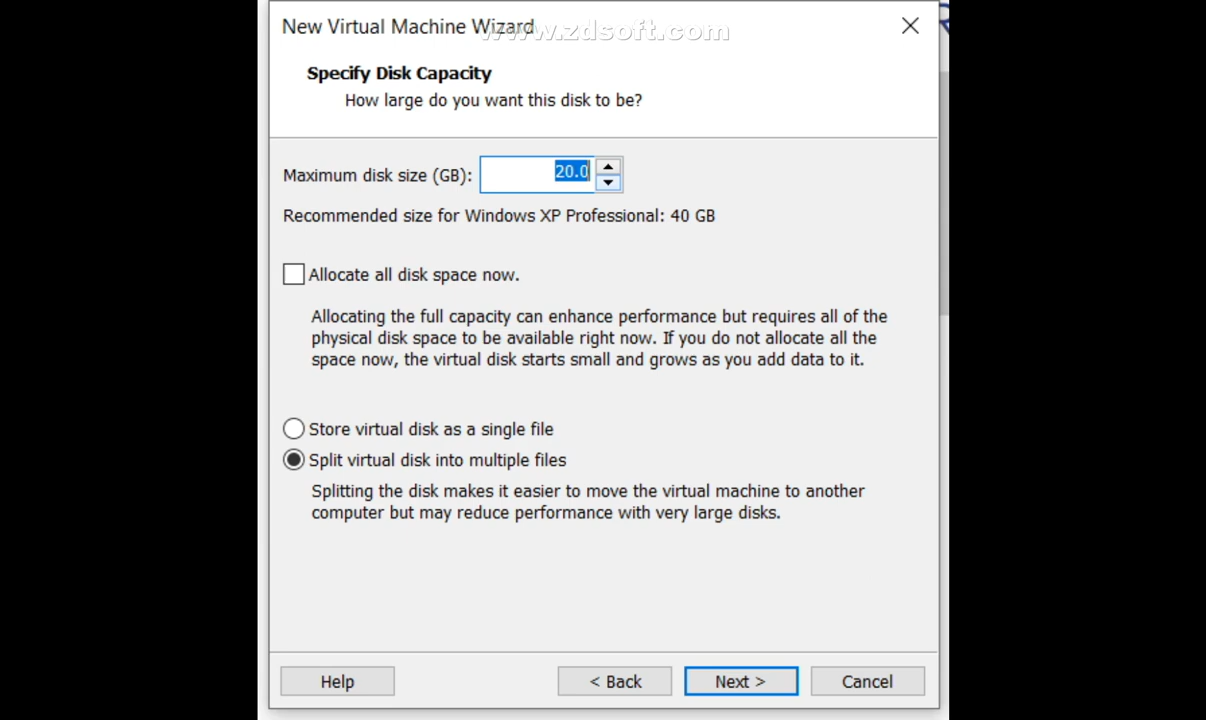 New Virtual Machine Wizard
www.zdsoft.com
Specify Disk Capacity
How large do you want this disk to be?
Maximum disk size (GB): 20.0
Recommended size for Windows XP Professional: 40 GB
Allocate all disk space now.
Allocating the full capacity can enhance performance but requires all of the
physical disk space to be available right now. If you do not allocate all the
space now, the virtual disk starts small and grows as you add data to it.
Store virtual disk as a single file
Split virtual disk into multiple files
Splitting the disk makes it easier to move the virtual machine to another
computer but may reduce performance with very large disks.
Help
< Back
Next >
Cancel